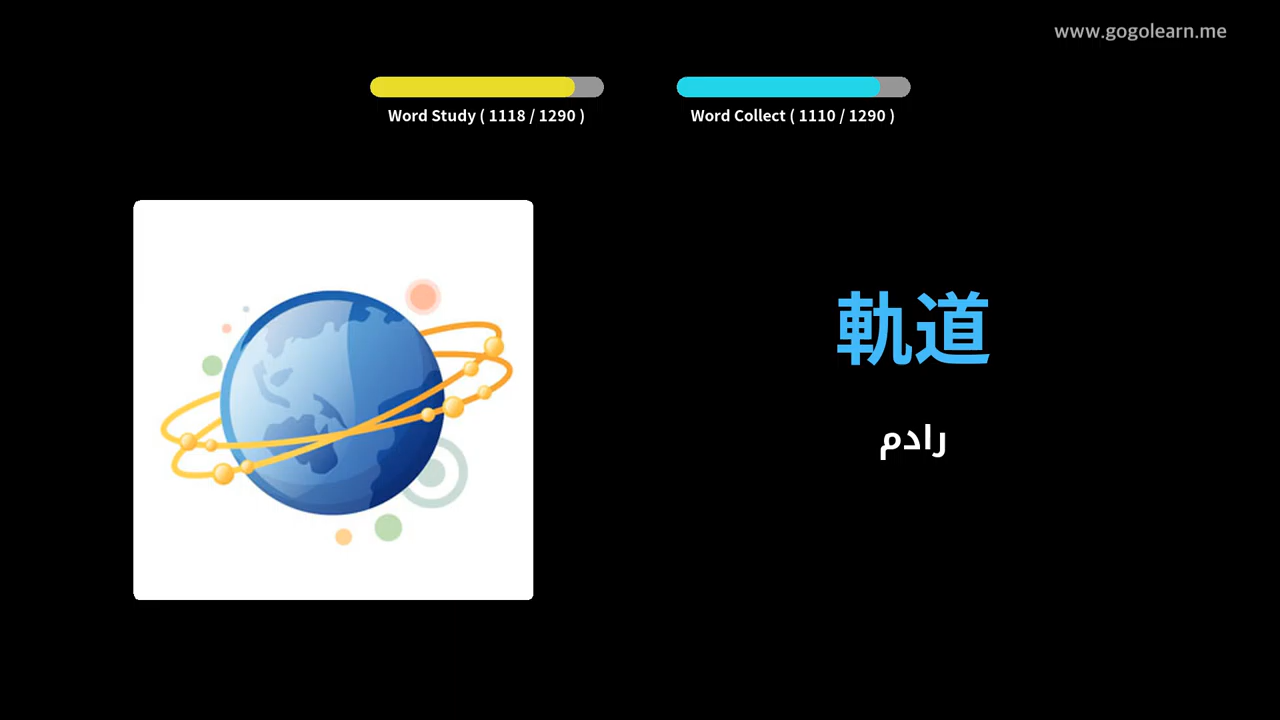 www.gogolearn.me
Word Study ( 1118 / 1290 )
Word Collect ( 1110 / 1290 )
軌道
رادم